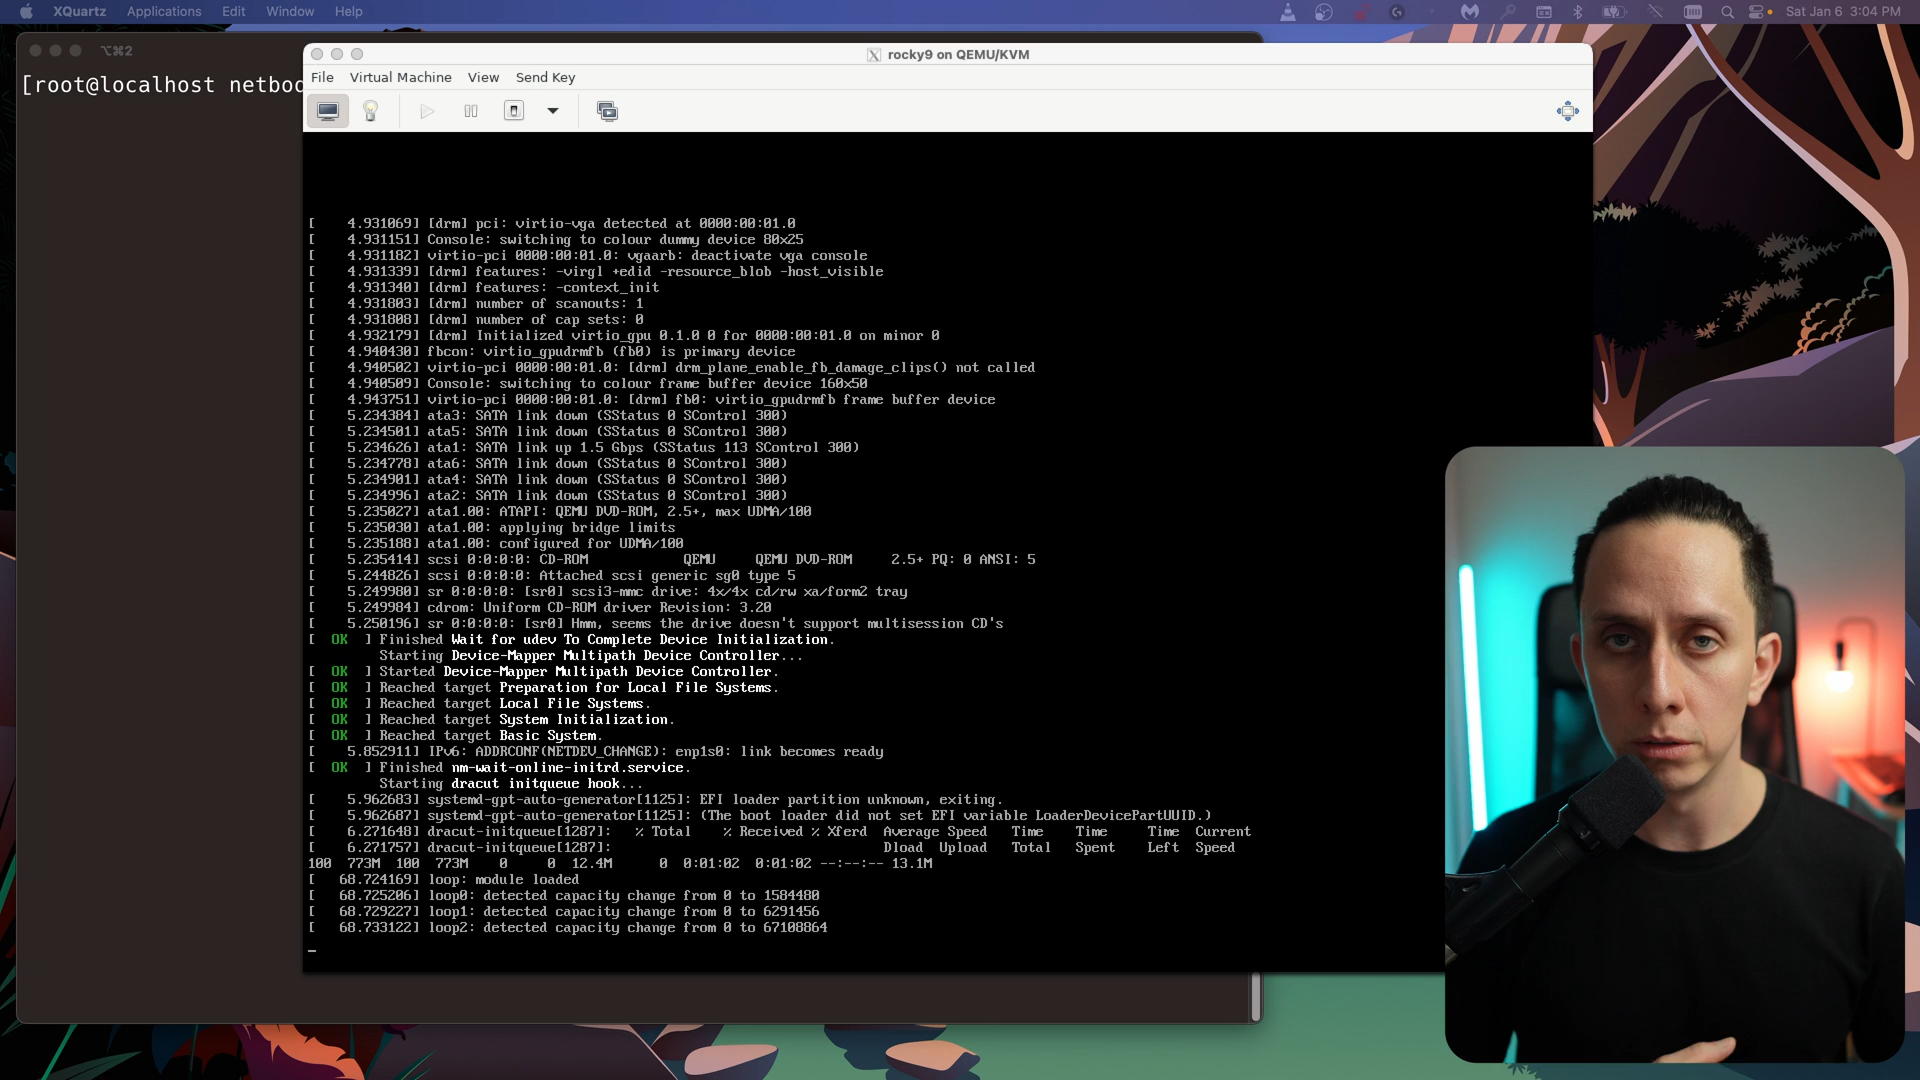 XQuartz Applications Edit Window Help
Sat Jan 6 3:04 PM
⌥⌘2
rocky9 on QEMU/KVM
[root@localhost netboo
File Virtual Machine View Send Key
[    4.931069] [drm] pci: virtio-vga detected at 0000:00:01.0
[    4.931151] Console: switching to colour dummy device 80x25
[    4.931182] virtio-pci 0000:00:01.0: vgaarb: deactivate vga console
[    4.931339] [drm] features: -virgl +edid -resource_blob -host_visible
[    4.931340] [drm] features: -context_init
[    4.931803] [drm] number of scanouts: 1
[    4.931808] [drm] number of cap sets: 0
[    4.932179] [drm] Initialized virtio_gpu 0.1.0 0 for 0000:00:01.0 on minor 0
[    4.940430] fbcon: virtio_gpudrmfb (fb0) is primary device
[    4.940502] virtio-pci 0000:00:01.0: [drm] drm_plane_enable_fb_damage_clips() not called
[    4.940509] Console: switching to colour frame buffer device 160x50
[    4.943751] virtio-pci 0000:00:01.0: [drm] fb0: virtio_gpudrmfb frame buffer device
[    5.234384] ata3: SATA link down (SStatus 0 SControl 300)
[    5.234501] ata5: SATA link down (SStatus 0 SControl 300)
[    5.234626] ata1: SATA link up 1.5 Gbps (SStatus 113 SControl 300)
[    5.234778] ata6: SATA link down (SStatus 0 SControl 300)
[    5.234901] ata4: SATA link down (SStatus 0 SControl 300)
[    5.234996] ata2: SATA link down (SStatus 0 SControl 300)
[    5.235027] ata1.00: ATAPI: QEMU DVD-ROM, 2.5+, max UDMA/100
[    5.235030] ata1.00: applying bridge limits
[    5.235188] ata1.00: configured for UDMA/100
[    5.235414] scsi 0:0:0:0: CD-ROM            QEMU     QEMU DVD-ROM     2.5+ PQ: 0 ANSI: 5
[    5.244826] scsi 0:0:0:0: Attached scsi generic sg0 type 5
[    5.249980] sr 0:0:0:0: [sr0] scsi3-mmc drive: 4x/4x cd/rw xa/form2 tray
[    5.249984] cdrom: Uniform CD-ROM driver Revision: 3.20
[    5.250196] sr 0:0:0:0: [sr0] Hmm, seems the drive doesn't support multisession CD's
[  OK  ] Finished Wait for udev To Complete Device Initialization.
Starting Device-Mapper Multipath Device Controller...
[  OK  ] Started Device-Mapper Multipath Device Controller.
[  OK  ] Reached target Preparation for Local File Systems.
[  OK  ] Reached target Local File Systems.
[  OK  ] Reached target System Initialization.
[  OK  ] Reached target Basic System.
[    5.852911] IPv6: ADDRCONF(NETDEV_CHANGE): enp1s0: link becomes ready
[  OK  ] Finished nm-wait-online-initrd.service.
Starting dracut initqueue hook...
[    5.962683] systemd-gpt-auto-generator[1125]: EFI loader partition unknown, exiting.
[    5.962687] systemd-gpt-auto-generator[1125]: (The boot loader did not set EFI variable LoaderDevicePartUUID.)
[    6.271648] dracut-initqueue[1287]:   % Total    % Received % Xferd  Average Speed   Time    Time     Time  Current
[    6.271757] dracut-initqueue[1287]:                                  Dload  Upload   Total   Spent    Left  Speed
100  773M  100  773M    0     0  12.4M      0  0:01:02  0:01:02 --:--:-- 13.1M
[   68.724169] loop: module loaded
[   68.725206] loop0: detected capacity change from 0 to 1584480
[   68.729227] loop1: detected capacity change from 0 to 6291456
[   68.733122] loop2: detected capacity change from 0 to 67108864
_